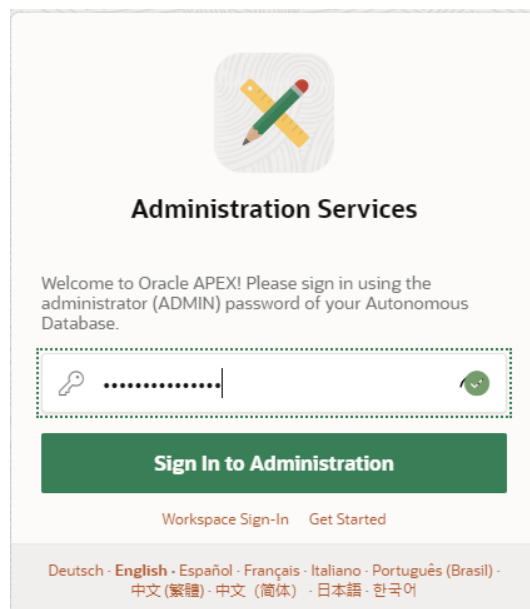 Administration Services
Welcome to Oracle APEX! Please sign in using the
administrator (ADMIN) password of your Autonomous
Database.
•••••••••••••••
Sign In to Administration
Workspace Sign-In Get Started
Deutsch · English · Español · Français · Italiano · Português (Brasil) ·
中文 (繁體) · 中文（简体） · 日本語 · 한국어